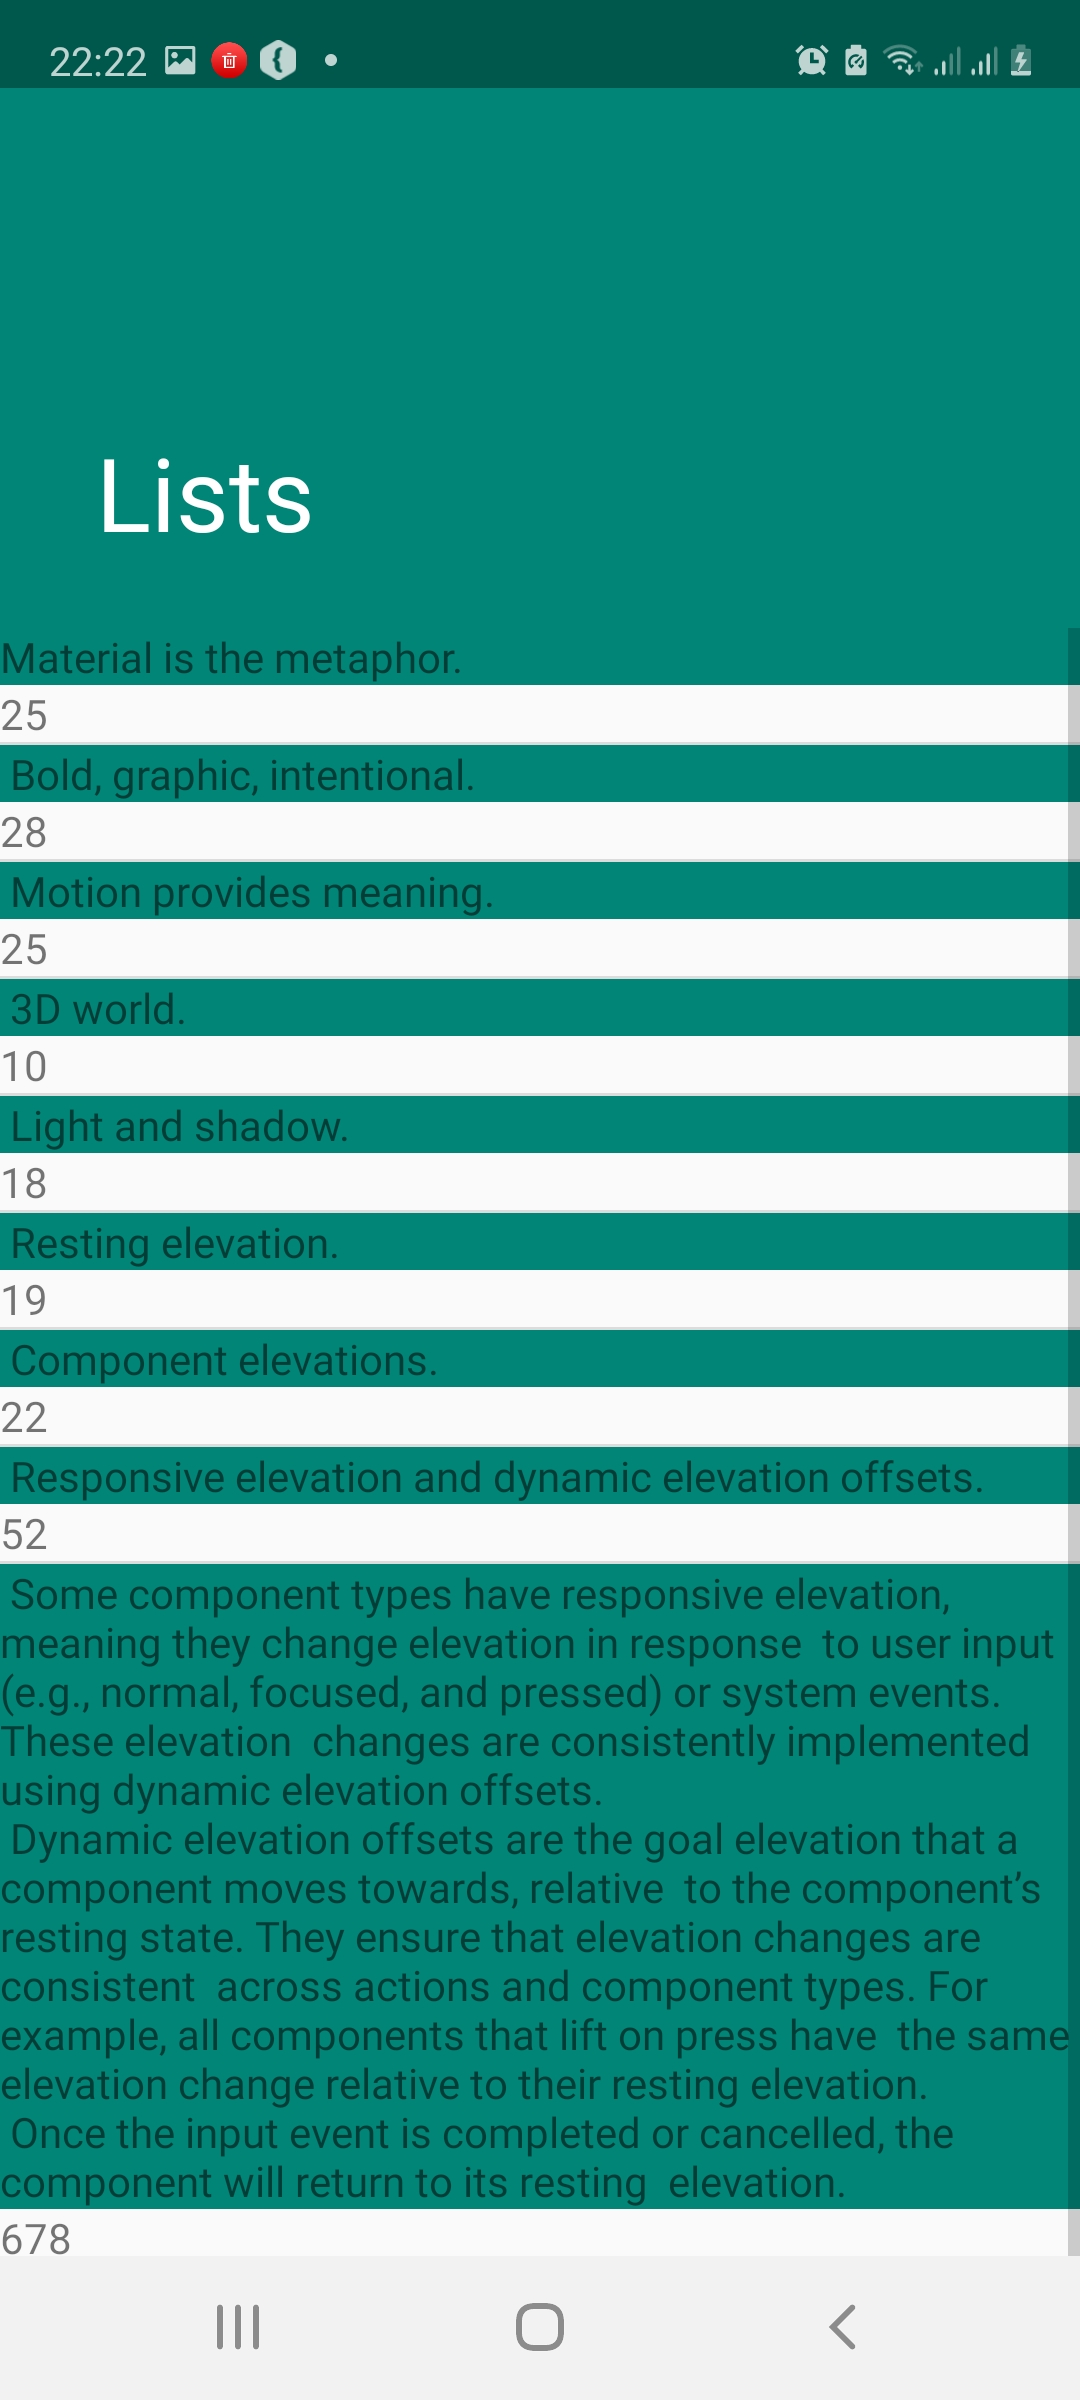 22:22
Lists
Material is the metaphor.
25
Bold, graphic, intentional.
28
Motion provides meaning.
25
3D world.
10
Light and shadow.
18
Resting elevation.
19
Component elevations.
22
Responsive elevation and dynamic elevation offsets.
52
Some component types have responsive elevation,
meaning they change elevation in response  to user input
(e.g., normal, focused, and pressed) or system events.
These elevation  changes are consistently implemented
using dynamic elevation offsets.
Dynamic elevation offsets are the goal elevation that a
component moves towards, relative  to the component’s
resting state. They ensure that elevation changes are
consistent  across actions and component types. For
example, all components that lift on press have  the same
elevation change relative to their resting elevation.
Once the input event is completed or cancelled, the
component will return to its resting  elevation.
678